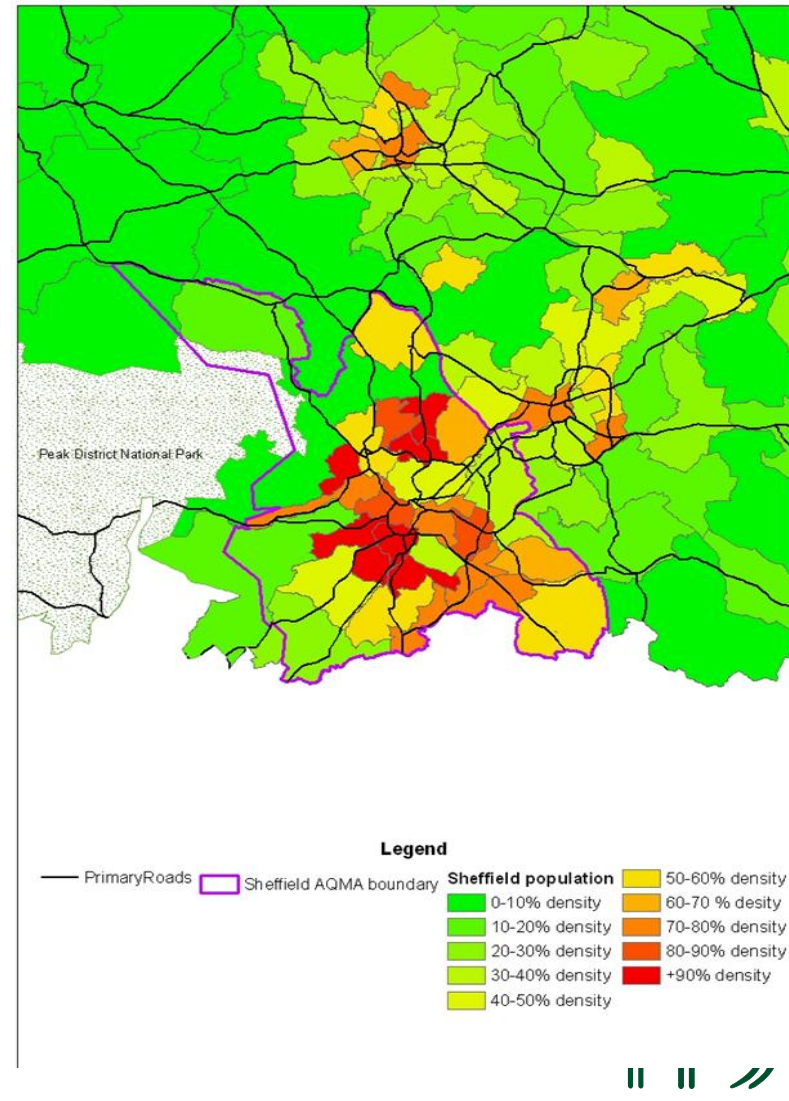 Peak District National Park
Legend
PrimaryRoads
Sheffield AQMA boundary
Sheffield population
0-10% density
10-20% density
20-30% density
30-40% density
40-50% density
50-60% density
60-70 % desity
70-80% density
80-90% density
+90% density